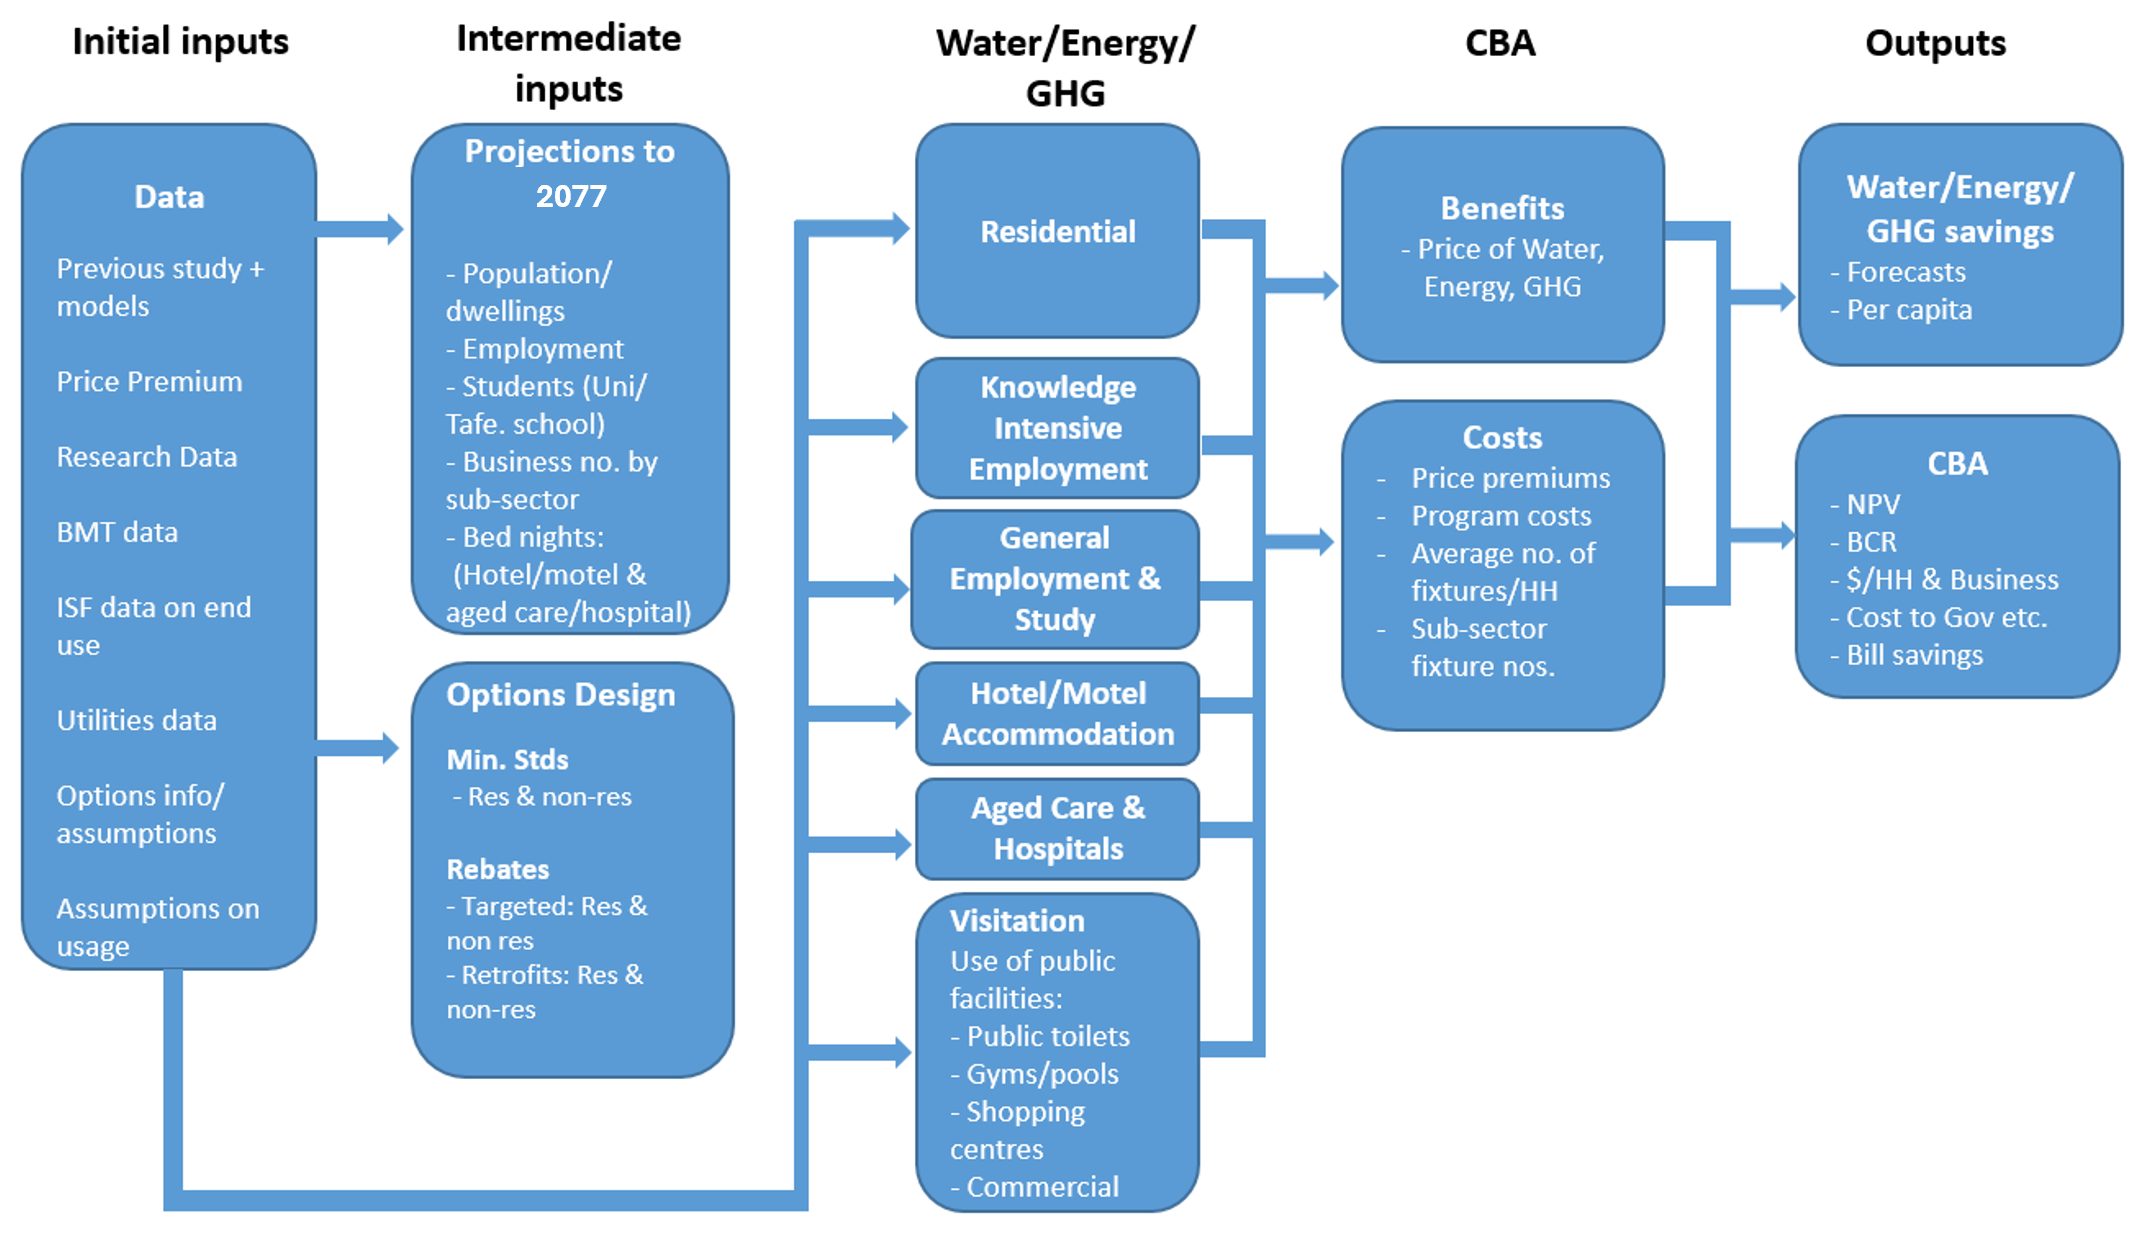 Initial inputs
Intermediate
inputs
Water/Energy/
GHG
CBA
Outputs
Data
Previous study +
models
Price Premium
Research Data
BMT data
ISF data on end
use
Utilities data
Options info/
assumptions
Assumptions on
usage
Projections to
2077
- Population/
dwellings
- Employment
- Students (Uni/
Tafe. school)
- Business no. by
sub-sector
- Bed nights:
(Hotel/motel &
aged care/hospital)
Options Design
Min. Stds
- Res & non-res
Rebates
- Targeted: Res &
non res
- Retrofits: Res &
non-res
Residential
Knowledge
Intensive
Employment
General
Employment &
Study
Hotel/Motel
Accommodation
Aged Care &
Hospitals
Visitation
Use of public
facilities:
- Public toilets
- Gyms/pools
- Shopping
centres
- Commercial
Benefits
- Price of Water,
Energy, GHG
Costs
- Price premiums
- Program costs
- Average no. of
fixtures/HH
- Sub-sector
fixture nos.
Water/Energy/
GHG savings
- Forecasts
- Per capita
CBA
- NPV
- BCR
- $/HH & Business
- Cost to Gov etc.
- Bill savings